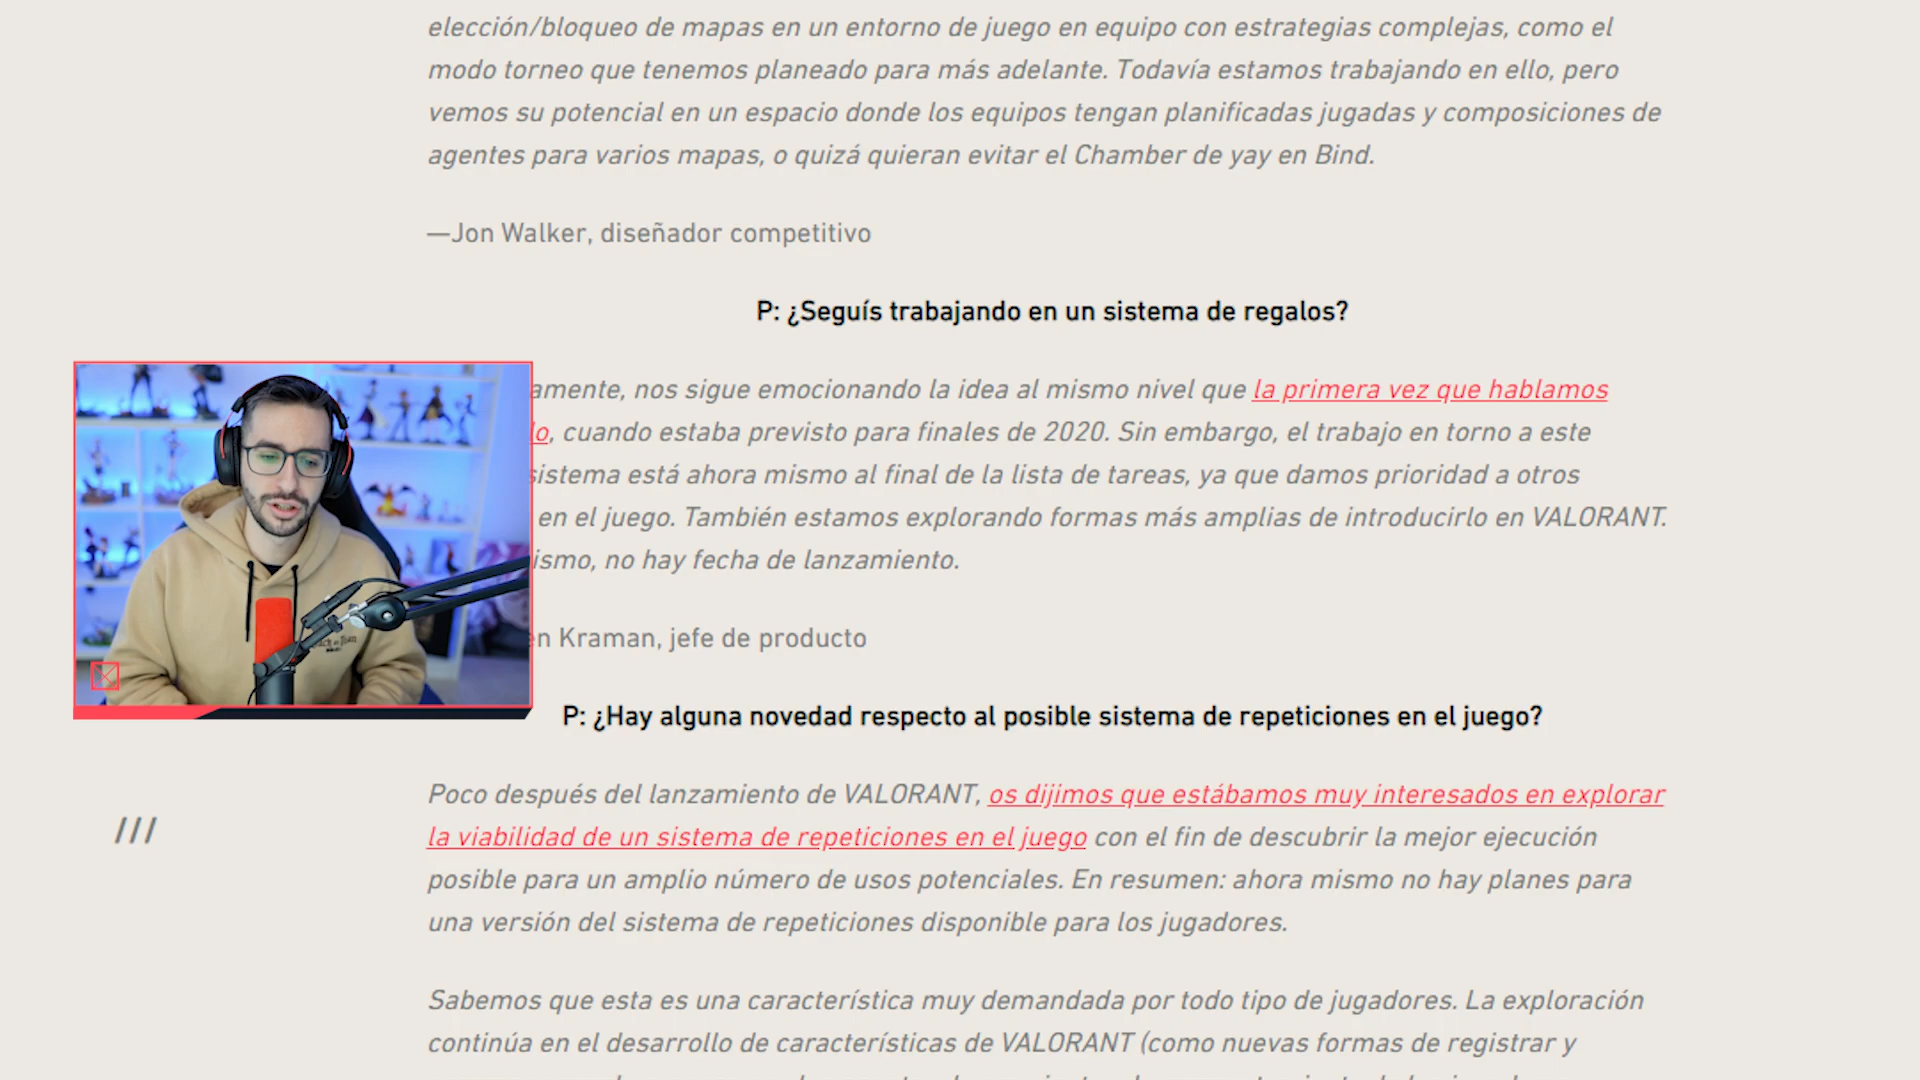 elección/bloqueo de mapas en un entorno de juego en equipo con estrategias complejas, como el
modo torneo que tenemos planeado para más adelante. Todavía estamos trabajando en ello, pero
vemos su potencial en un espacio donde los equipos tengan planificadas jugadas y composiciones de
agentes para varios mapas, o quizá quieran evitar el Chamber de yay en Bind.
—Jon Walker, diseñador competitivo
P: ¿Seguís trabajando en un sistema de regalos?
amente, nos sigue emocionando la idea al mismo nivel que la primera vez que hablamos
lo, cuando estaba previsto para finales de 2020. Sin embargo, el trabajo en torno a este
sistema está ahora mismo al final de la lista de tareas, ya que damos prioridad a otros
en el juego. También estamos explorando formas más amplias de introducirlo en VALORANT.
ismo, no hay fecha de lanzamiento.
en Kraman, jefe de producto
P: ¿Hay alguna novedad respecto al posible sistema de repeticiones en el juego?
Poco después del lanzamiento de VALORANT, os dijimos que estábamos muy interesados en explorar
la viabilidad de un sistema de repeticiones en el juego con el fin de descubrir la mejor ejecución
posible para un amplio número de usos potenciales. En resumen: ahora mismo no hay planes para
una versión del sistema de repeticiones disponible para los jugadores.
///
Sabemos que esta es una característica muy demandada por todo tipo de jugadores. La exploración
continúa en el desarrollo de características de VALORANT (como nuevas formas de registrar y